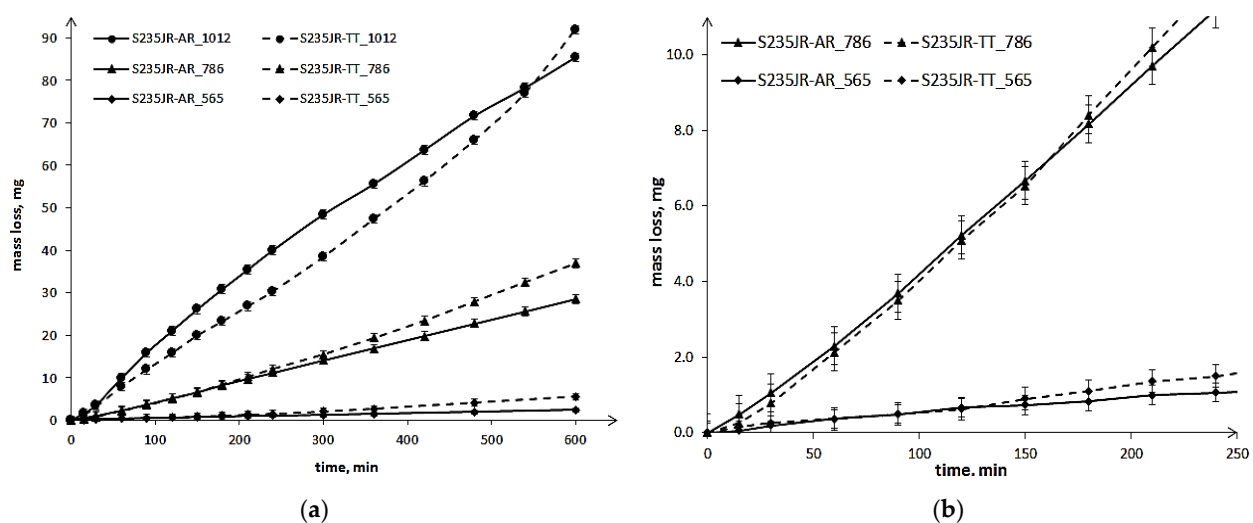 S235JR-AR_1012 S235JR-TT_1012
S235JR-AR_786 S235JR-TT_786
S235JR-AR_565 S235JR-TT_565
mass loss, mg
90
80
70
60
50
40
30
20
10
0
0 100 200 300 400 500 600
time, min
(a)
S235JR-AR_786 S235JR-TT_786
S235JR-AR_565 S235JR-TT_565
mass loss, mg
10.0
8.0
6.0
4.0
2.0
0.0
0 50 100 150 200 250
time. min
(b)